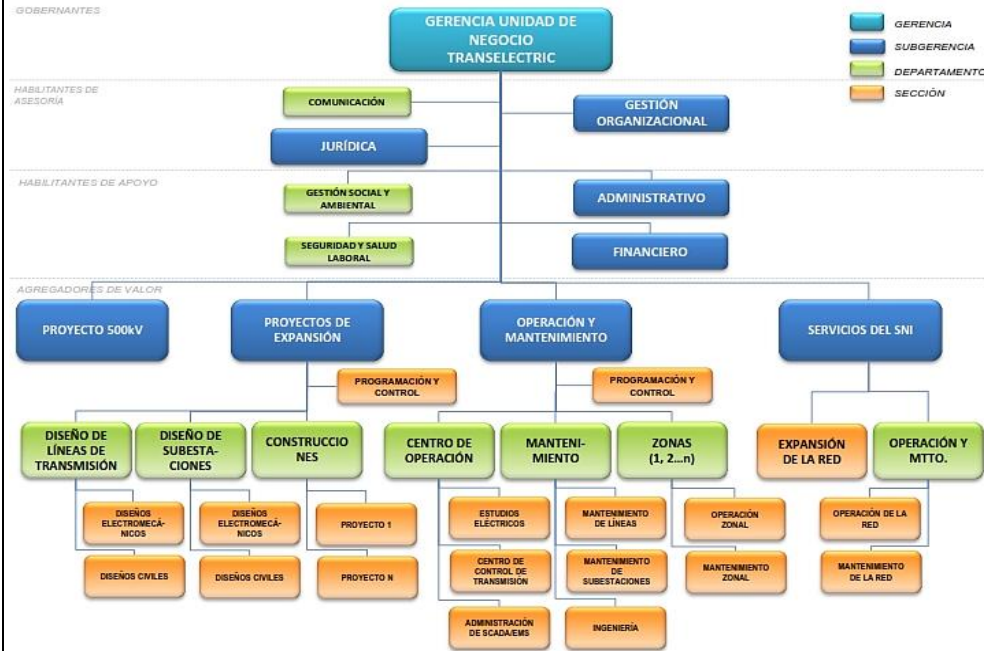 GOBERNANTES
GERENCIA UNIDAD DE
NEGOCIO
TRANSELECTRIC
GERENCIA
SUBGERENCIA
DEPARTAMENTO
SECCIÓN
HABILITANTES DE
ASESORÍA
COMUNICACIÓN
GESTIÓN
ORGANIZACIONAL
JURÍDICA
HABILITANTES DE APOYO
GESTIÓN SOCIAL Y
AMBIENTAL
ADMINISTRATIVO
SEGURIDAD Y SALUD
LABORAL
FINANCIERO
AGREGADORES DE VALOR
PROYECTO 500kV
PROYECTOS DE
EXPANSIÓN
OPERACIÓN Y
MANTENIMIENTO
SERVICIOS DEL SNI
PROGRAMACIÓN Y
CONTROL
PROGRAMACIÓN Y
CONTROL
DISEÑO DE
LÍNEAS DE
TRANSMISIÓN
DISEÑO DE
SUBESTA-
CIONES
CONSTRUCCIO
NES
CENTRO DE
OPERACIÓN
MANTENI-
MIENTO
ZONAS
(1, 2...n)
EXPANSIÓN
DE LA RED
OPERACIÓN Y
MTTO.
DISEÑOS
ELECTROMECÁ-
NICOS
DISEÑOS
ELECTROMECÁ-
NICOS
PROYECTO 1
ESTUDIOS
ELÉCTRICOS
MANTENIMIENTO
DE LÍNEAS
OPERACIÓN
ZONAL
OPERACIÓN DE LA
RED
DISEÑOS CIVILES
DISEÑOS CIVILES
PROYECTO N
CENTRO DE
CONTROL DE
TRANSMISIÓN
MANTENIMIENTO
DE
SUBESTACIONES
MANTENIMIENTO
ZONAL
MANTENIMIENTO
DE LA RED
ADMINISTRACIÓN
DE SCADA/EMS
INGENIERÍA